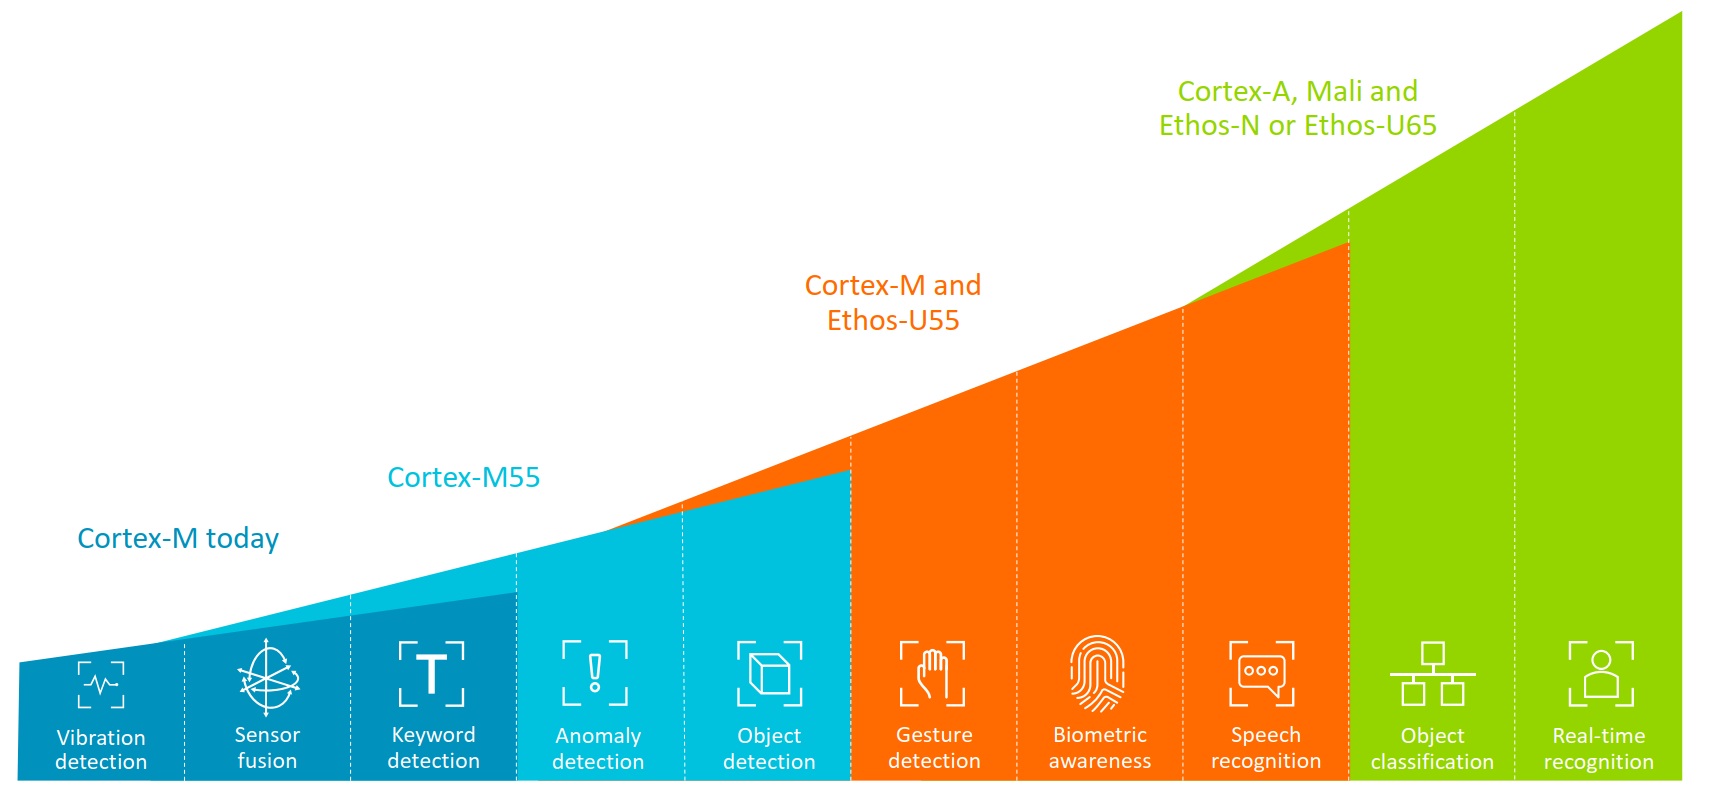 Cortex-A, Mali and
Ethos-N or Ethos-U65
Cortex-M and
Ethos-U55
Cortex-M55
Cortex-M today
Vibration
detection
Sensor
fusion
T
Keyword
detection
!
Anomaly
detection
Object
detection
Gesture
detection
Biometric
awareness
Speech
recognition
Object
classification
Real-time
recognition